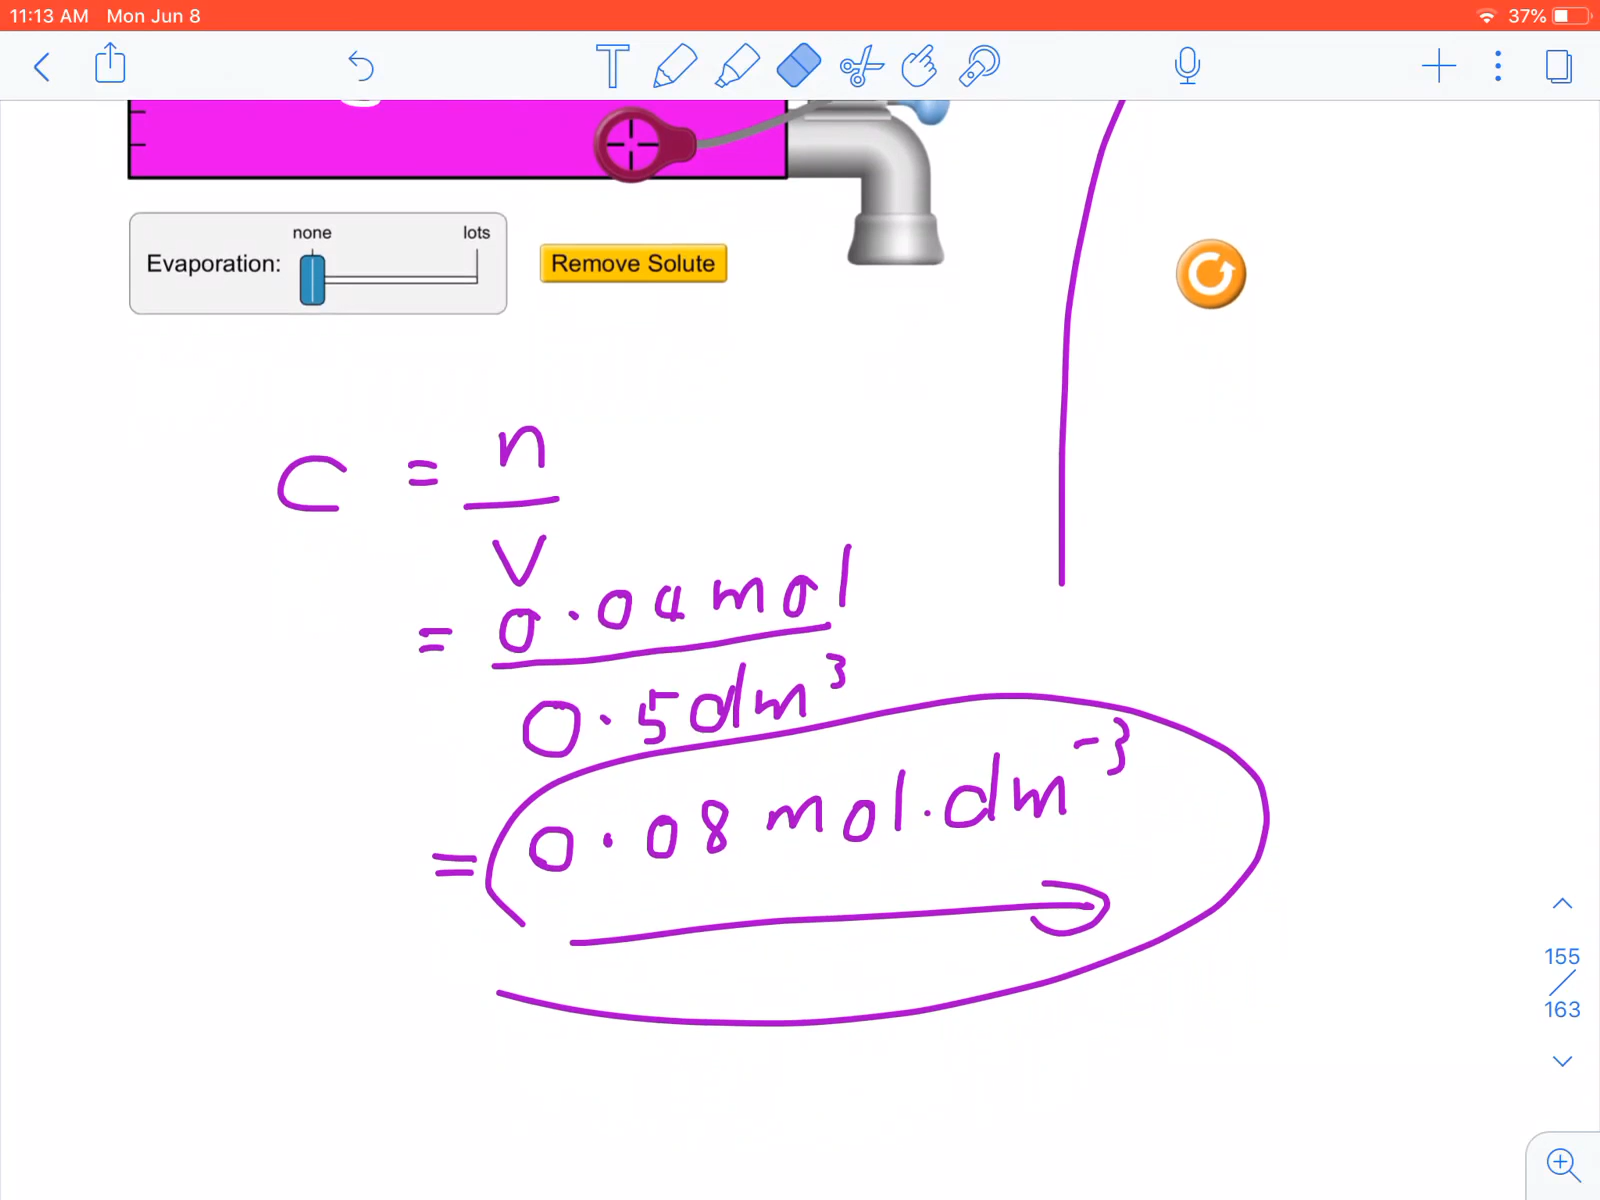 11:13 AM Mon Jun 8
37%
T
none lots
Evaporation:
Remove Solute
C = n
V
= 0.04 mol
0.5 dm³
= 0.08 mol.dm⁻³
155
163